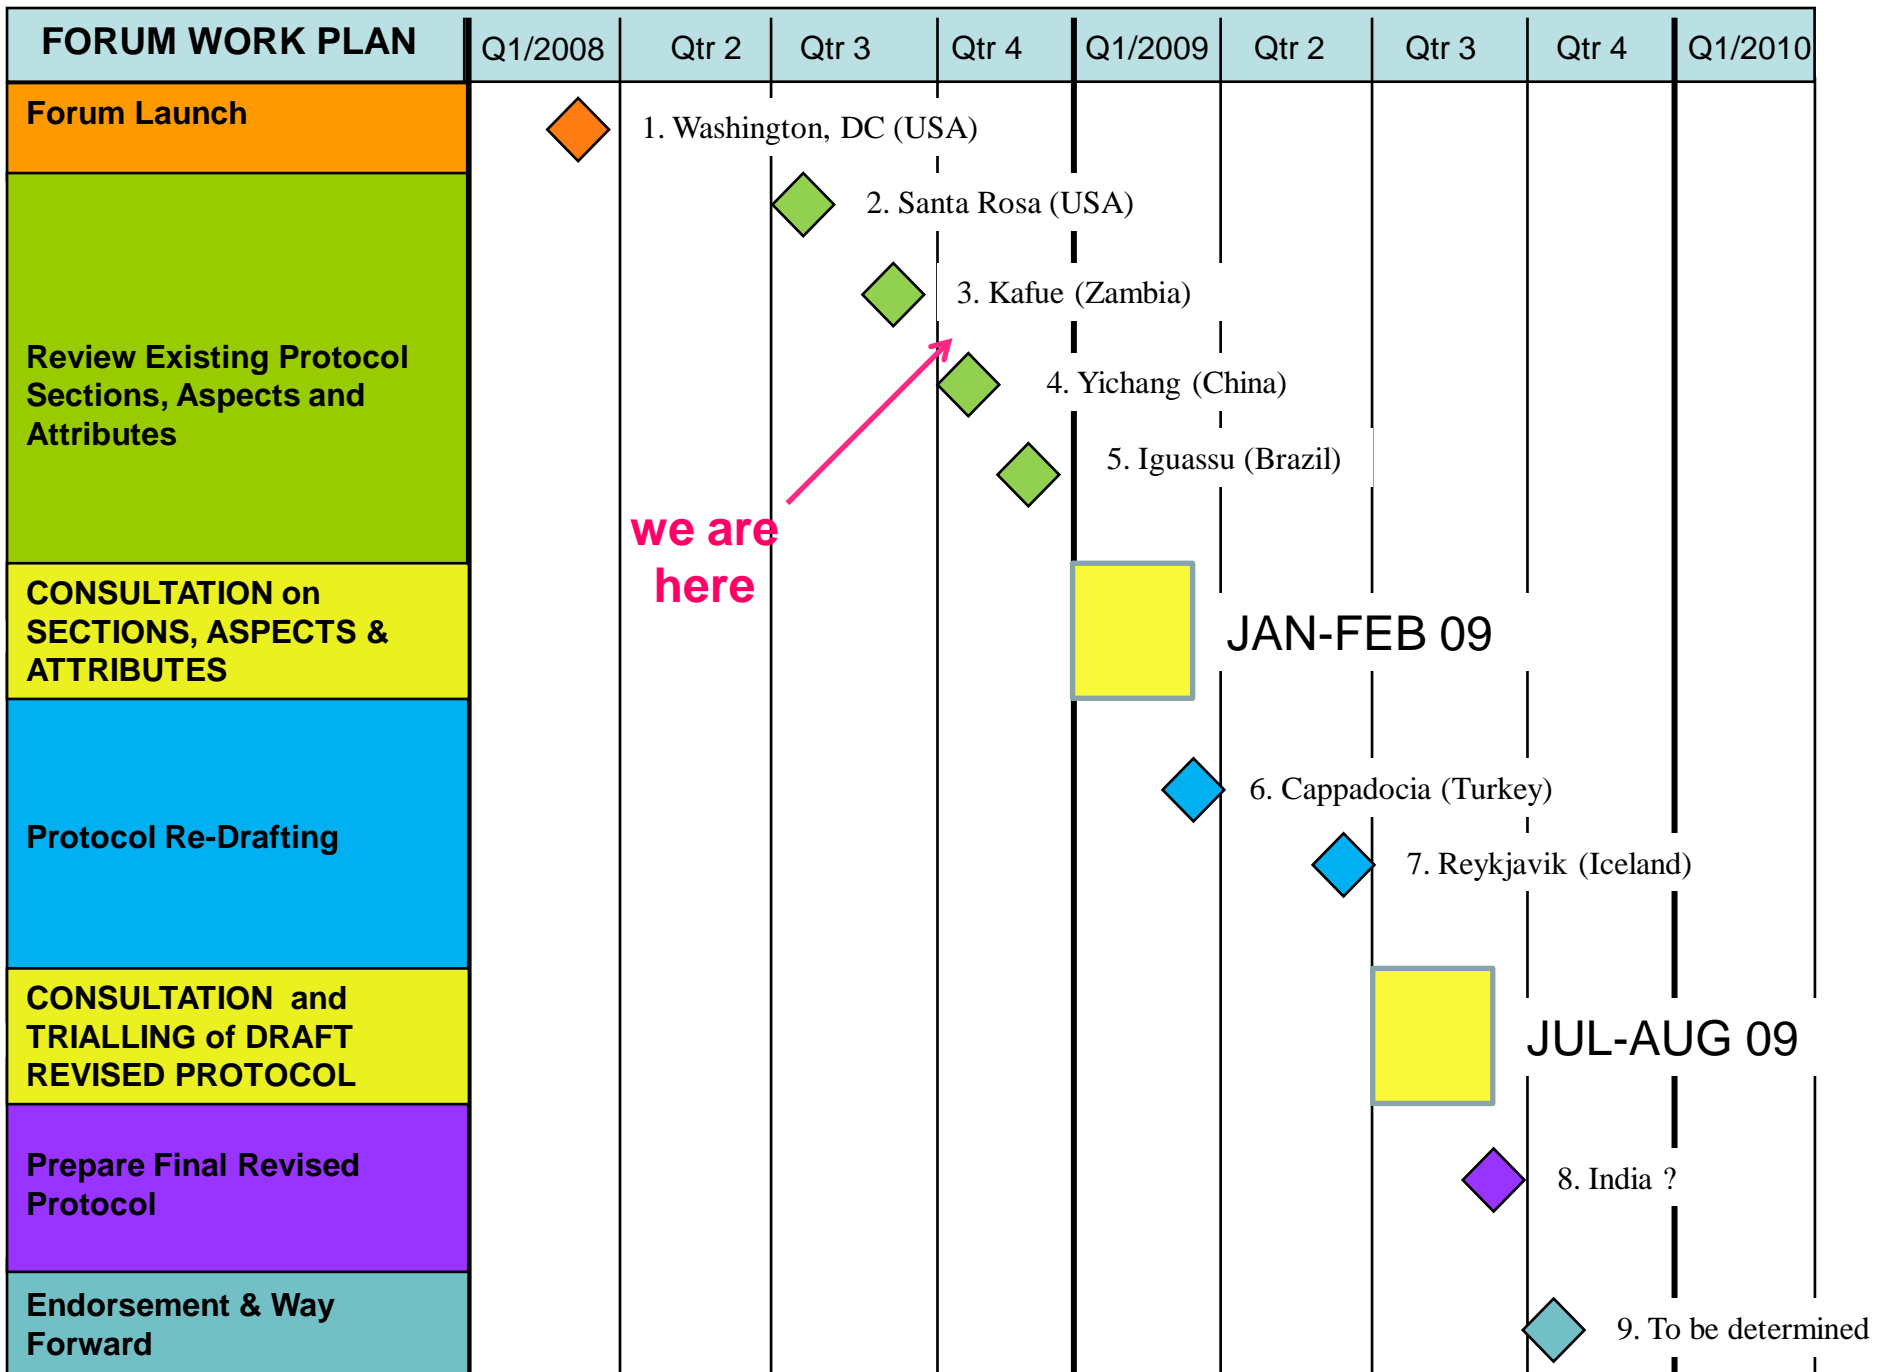 FORUM WORK PLAN
Q1/2008
Qtr 2
Qtr 3
Qtr 4
Q1/2009
Qtr 2
Qtr 3
Qtr 4
Q1/2010
Forum Launch
1. Washington, DC (USA)
2. Santa Rosa (USA)
3. Kafue (Zambia)
Review Existing Protocol
Sections, Aspects and
Attributes
4. Yichang (China)
5. Iguassu (Brazil)
we are
here
CONSULTATION on
SECTIONS, ASPECTS &
ATTRIBUTES
JAN-FEB 09
6. Cappadocia (Turkey)
Protocol Re-Drafting
7. Reykjavik (Iceland)
CONSULTATION and
TRIALLING of DRAFT
REVISED PROTOCOL
JUL-AUG 09
Prepare Final Revised
Protocol
8. India ?
Endorsement & Way
Forward
9. To be determined